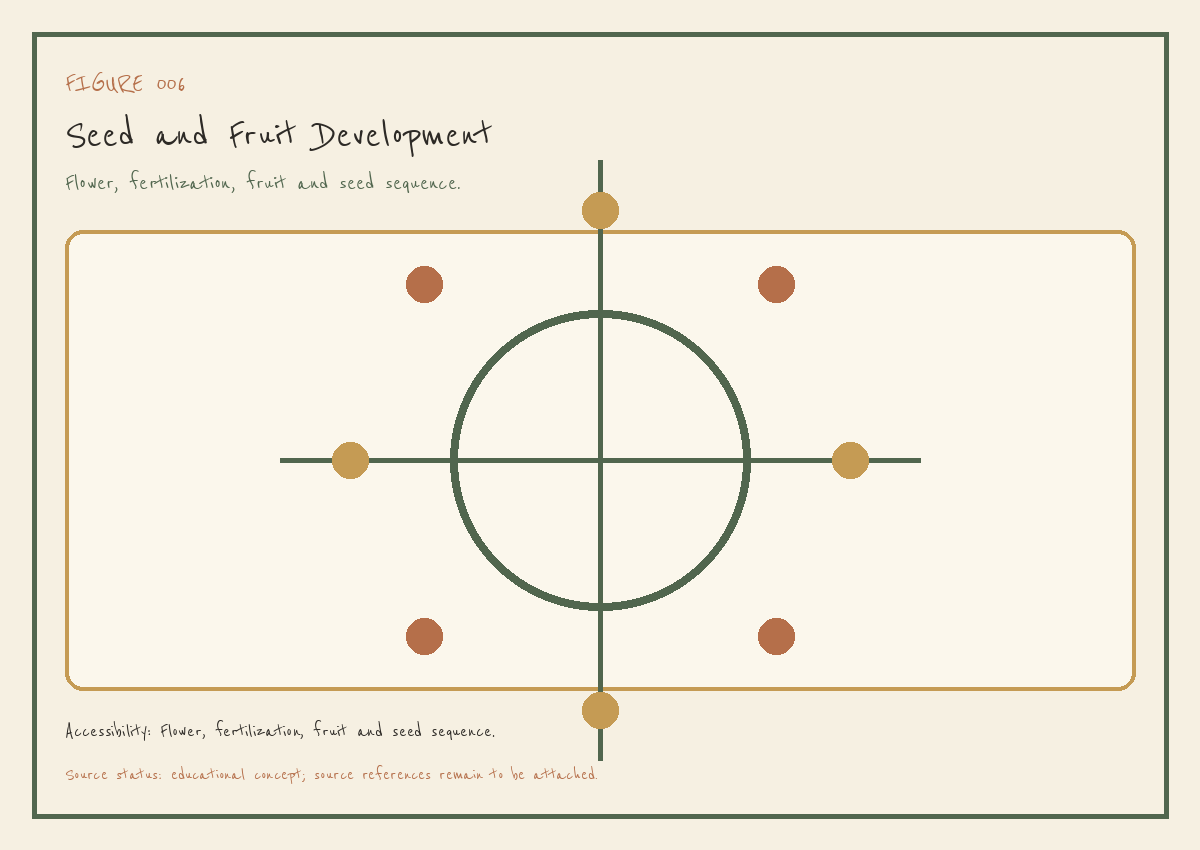 FIGURE 006
Seed and Fruit Development
Flower, fertilization, fruit and seed sequence.
Accessibility: Flower, fertilization, fruit and seed sequence.
Source status: educational concept; source references remain to be attached.